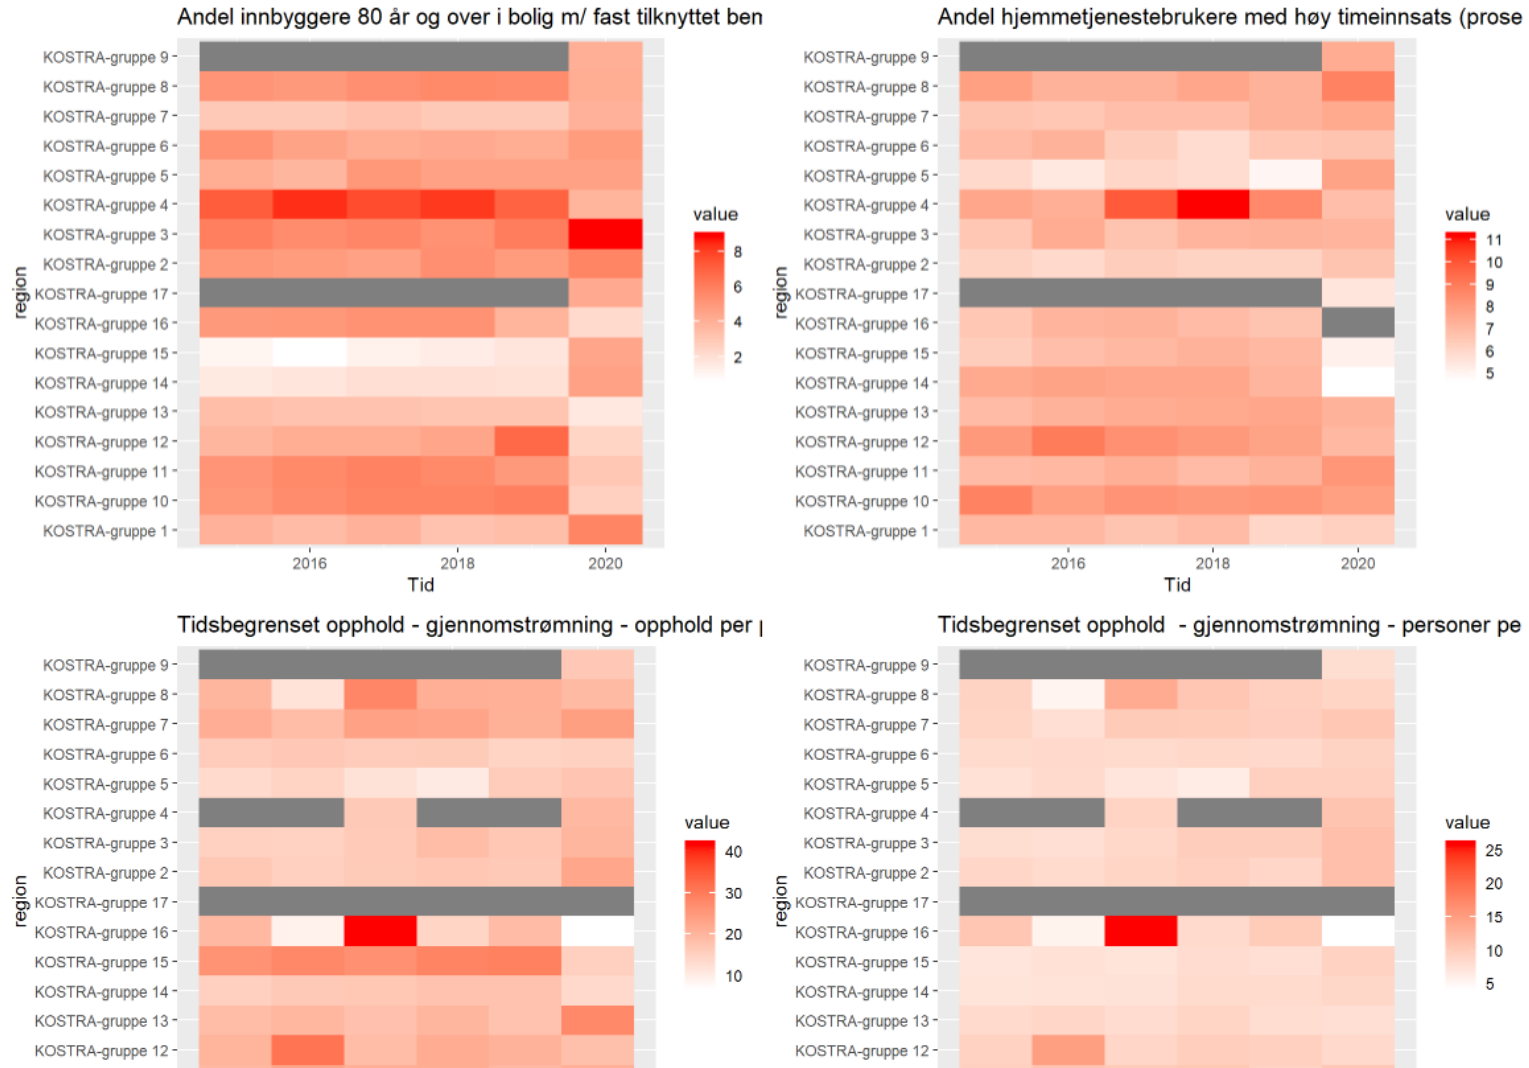 Andel innbyggere 80 år og over i bolig m/ fast tilknyttet
KOSTRA-gruppe 9
KOSTRA-gruppe 8
KOSTRA-gruppe 7
KOSTRA-gruppe 6
KOSTRA-gruppe 5
KOSTRA-gruppe 4
KOSTRA-gruppe 3
KOSTRA-gruppe 2
KOSTRA-gruppe 17
KOSTRA-gruppe 16
KOSTRA-gruppe 15
KOSTRA-gruppe 14
KOSTRA-gruppe 13
KOSTRA-gruppe 12
KOSTRA-gruppe 11
KOSTRA-gruppe 10
KOSTRA-gruppe 1
region
2016 2018 2020
Tid
value
8
6
4
2
Andel hjemmetjenestebrukere med høy timeinnsats (prose
KOSTRA-gruppe 9
KOSTRA-gruppe 8
KOSTRA-gruppe 7
KOSTRA-gruppe 6
KOSTRA-gruppe 5
KOSTRA-gruppe 4
KOSTRA-gruppe 3
KOSTRA-gruppe 2
KOSTRA-gruppe 17
KOSTRA-gruppe 16
KOSTRA-gruppe 15
KOSTRA-gruppe 14
KOSTRA-gruppe 13
KOSTRA-gruppe 12
KOSTRA-gruppe 11
KOSTRA-gruppe 10
KOSTRA-gruppe 1
region
2016 2018 2020
Tid
value
11
10
9
8
7
6
5
Tidsbegrenset opphold - gjennomstrømning - opphold per
KOSTRA-gruppe 9
KOSTRA-gruppe 8
KOSTRA-gruppe 7
KOSTRA-gruppe 6
KOSTRA-gruppe 5
KOSTRA-gruppe 4
KOSTRA-gruppe 3
KOSTRA-gruppe 2
KOSTRA-gruppe 17
KOSTRA-gruppe 16
KOSTRA-gruppe 15
KOSTRA-gruppe 14
KOSTRA-gruppe 13
KOSTRA-gruppe 12
region
value
40
30
20
10
Tidsbegrenset opphold - gjennomstrømning - personer pe
KOSTRA-gruppe 9
KOSTRA-gruppe 8
KOSTRA-gruppe 7
KOSTRA-gruppe 6
KOSTRA-gruppe 5
KOSTRA-gruppe 4
KOSTRA-gruppe 3
KOSTRA-gruppe 2
KOSTRA-gruppe 17
KOSTRA-gruppe 16
KOSTRA-gruppe 15
KOSTRA-gruppe 14
KOSTRA-gruppe 13
KOSTRA-gruppe 12
region
value
25
20
15
10
5